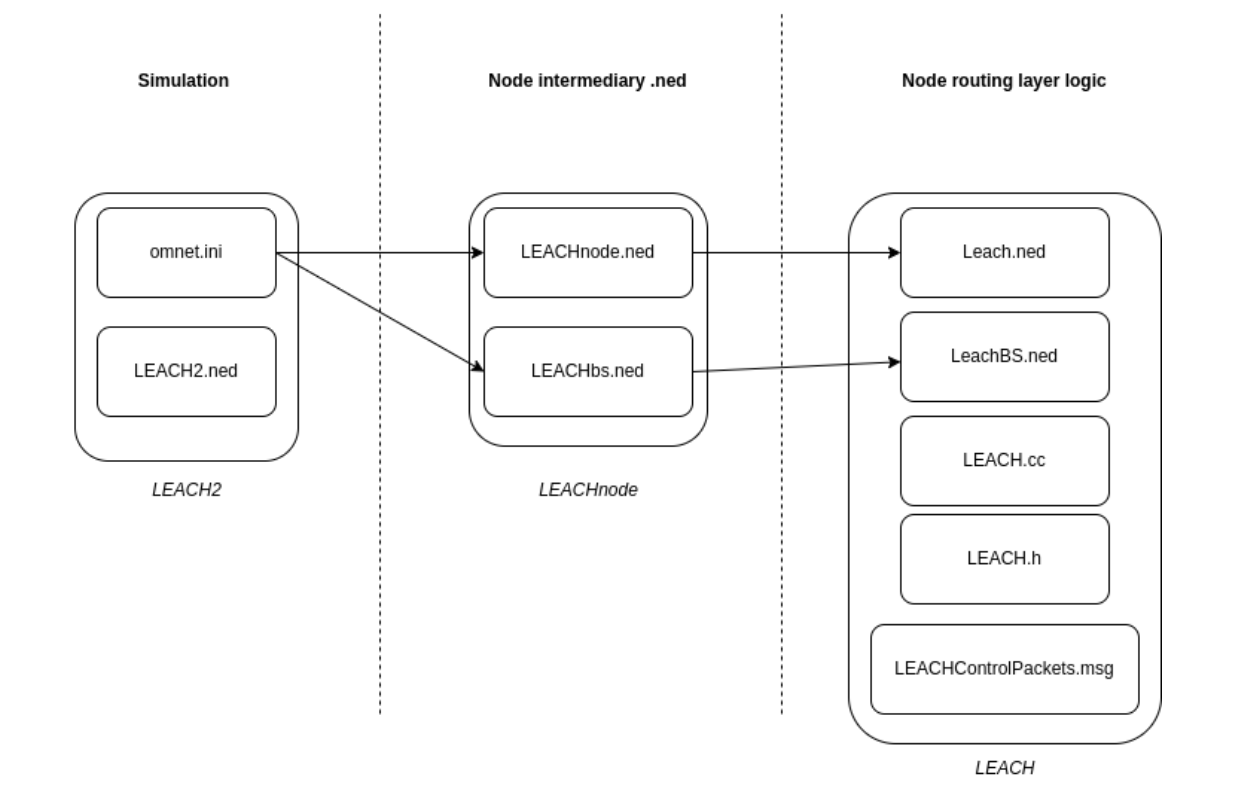 Simulation
Node intermediary .ned
Node routing layer logic
omnet.ini
LEACH2.ned
LEACH2
LEACHnode.ned
LEACHbs.ned
LEACHnode
Leach.ned
LeachBS.ned
LEACH.cc
LEACH.h
LEACHControlPackets.msg
LEACH